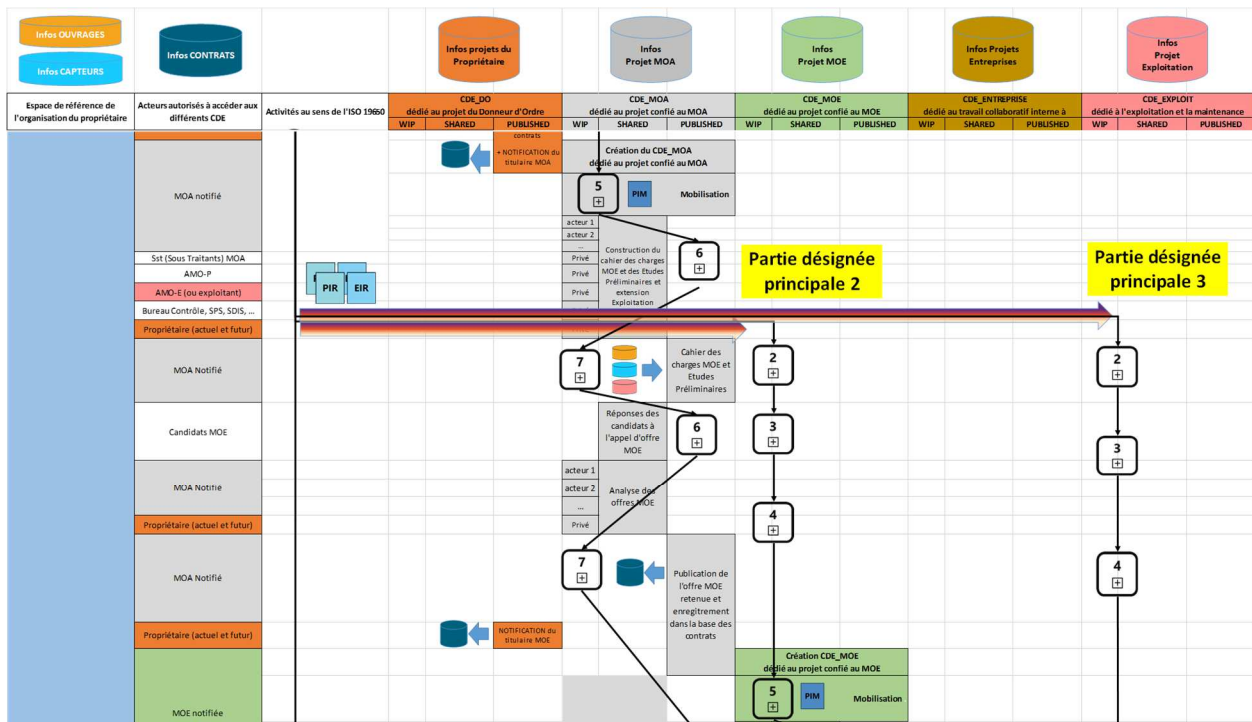 Infos OUVRAGES
Infos CAPTEURS
Infos CONTRATS
Infos projets du
Propriétaire
Infos
Projet MOA
Infos
Projet MOE
Infos Projets
Entreprises
Infos
Projet
Exploitation
Espace de référence de
l'organisation du propriétaire
Acteurs autorisés à accéder aux
différents CDE
Activités au sens de l'ISO 19650
CDE_DO
dédié au projet du Donneur d'Ordre
CDE_MOA
dédié au projet confié au MOA
CDE_MOE
dédié au projet confié au MOE
CDE_ENTREPRISE
dédié au travail collaboratif interne à
CDE_EXPLOIT
dédié à l'exploitation et la maintenance
WIP SHARED PUBLISHED
WIP SHARED PUBLISHED
WIP SHARED PUBLISHED
WIP SHARED PUBLISHED
WIP SHARED PUBLISHED
contrats
+ NOTIFICATION du
titulaire MOA
Création du CDE_MOA
dédié au projet confié au MOA
MOA notifié
5
PIM
Mobilisation
acteur 1
acteur 2
...
Privé
Privé
Privé
Construction du
cahier des charges
MOE et des Etudes
Préliminaires et
extension
Exploitation
6
Partie désignée
principale 2
Partie désignée
principale 3
Sst (Sous Traitants) MOA
AMO-P
AMO-E (ou exploitant)
PIR
EIR
Bureau Contrôle, SPS, SDIS, ...
Propriétaire (actuel et futur)
MOA Notifié
7
Cahier des
charges MOE et
Etudes
Préliminaires
2
2
Candidats MOE
Réponses des
candidats à
l'appel d'offre
MOE
6
3
3
MOA Notifié
acteur 1
acteur 2
...
Privé
Analyse des
offres MOE
4
Propriétaire (actuel et futur)
MOA Notifié
7
Publication de
l'offre MOE
retenue et
enregîtrement
dans la base des
contrats
4
Propriétaire (actuel et futur)
NOTIFICATION du
titulaire MOE
Création CDE_MOE
dédié au projet confié au MOE
MOE notifiée
5
PIM
Mobilisation